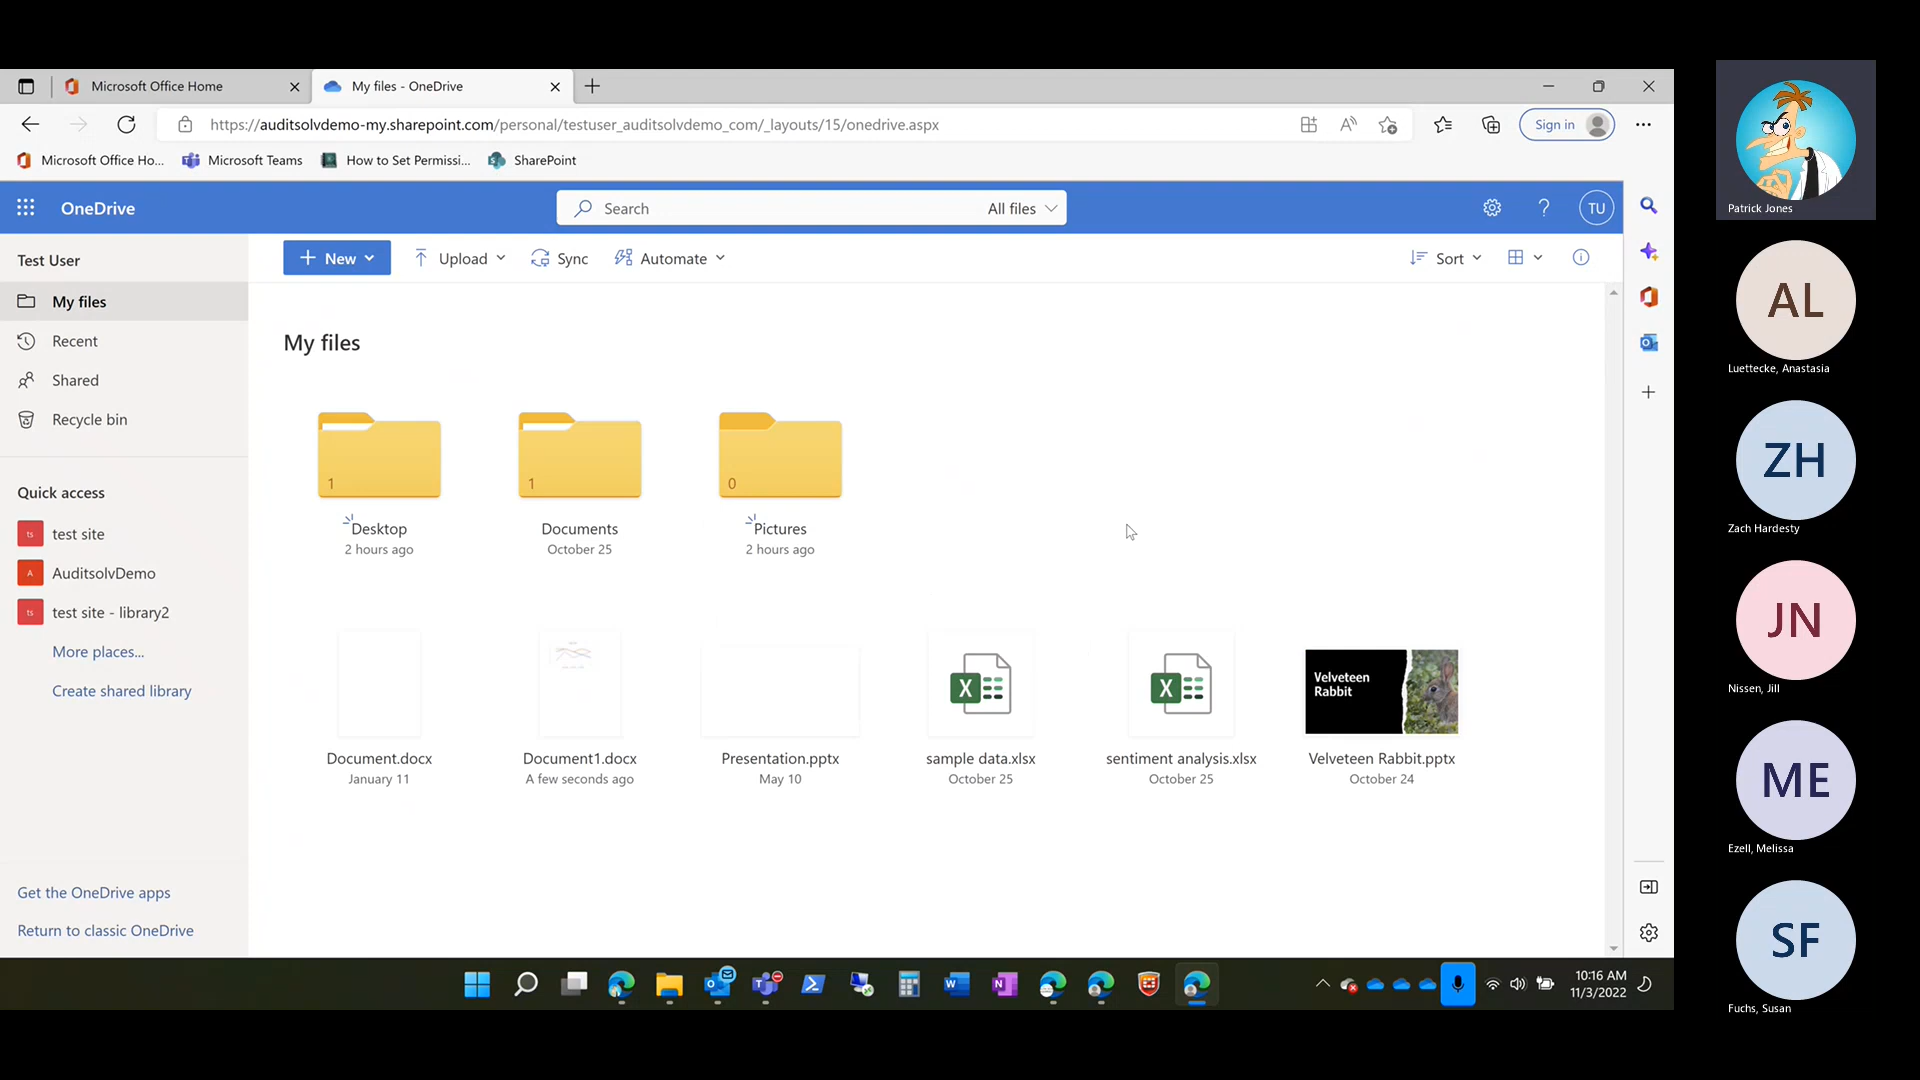 Microsoft Office Home
My files - OneDrive
https://auditsolvdemo-my.sharepoint.com/personal/testuser_auditsolvdemo_com/_layouts/15/onedrive.aspx
Sign in
Microsoft Office Ho...
Microsoft Teams
How to Set Permissi...
SharePoint
OneDrive
Search
All files
?
TU
Test User
New
Upload
Sync
Automate
Sort
My files
Recent
Shared
Recycle bin
Quick access
ts
test site
A
AuditsolvDemo
ts
test site - library2
More places...
Create shared library
Get the OneDrive apps
Return to classic OneDrive
My files
1
1
0
Desktop
Documents
Pictures
2 hours ago
October 25
2 hours ago
Velveteen
Rabbit
Document.docx
Document1.docx
Presentation.pptx
sample data.xlsx
sentiment analysis.xlsx
Velveteen Rabbit.pptx
January 11
A few seconds ago
May 10
October 25
October 25
October 24
10:16 AM
11/3/2022
Patrick Jones
AL
Luettecke, Anastasia
ZH
Zach Hardesty
JN
Nissen, Jill
ME
Ezell, Melissa
SF
Fuchs, Susan